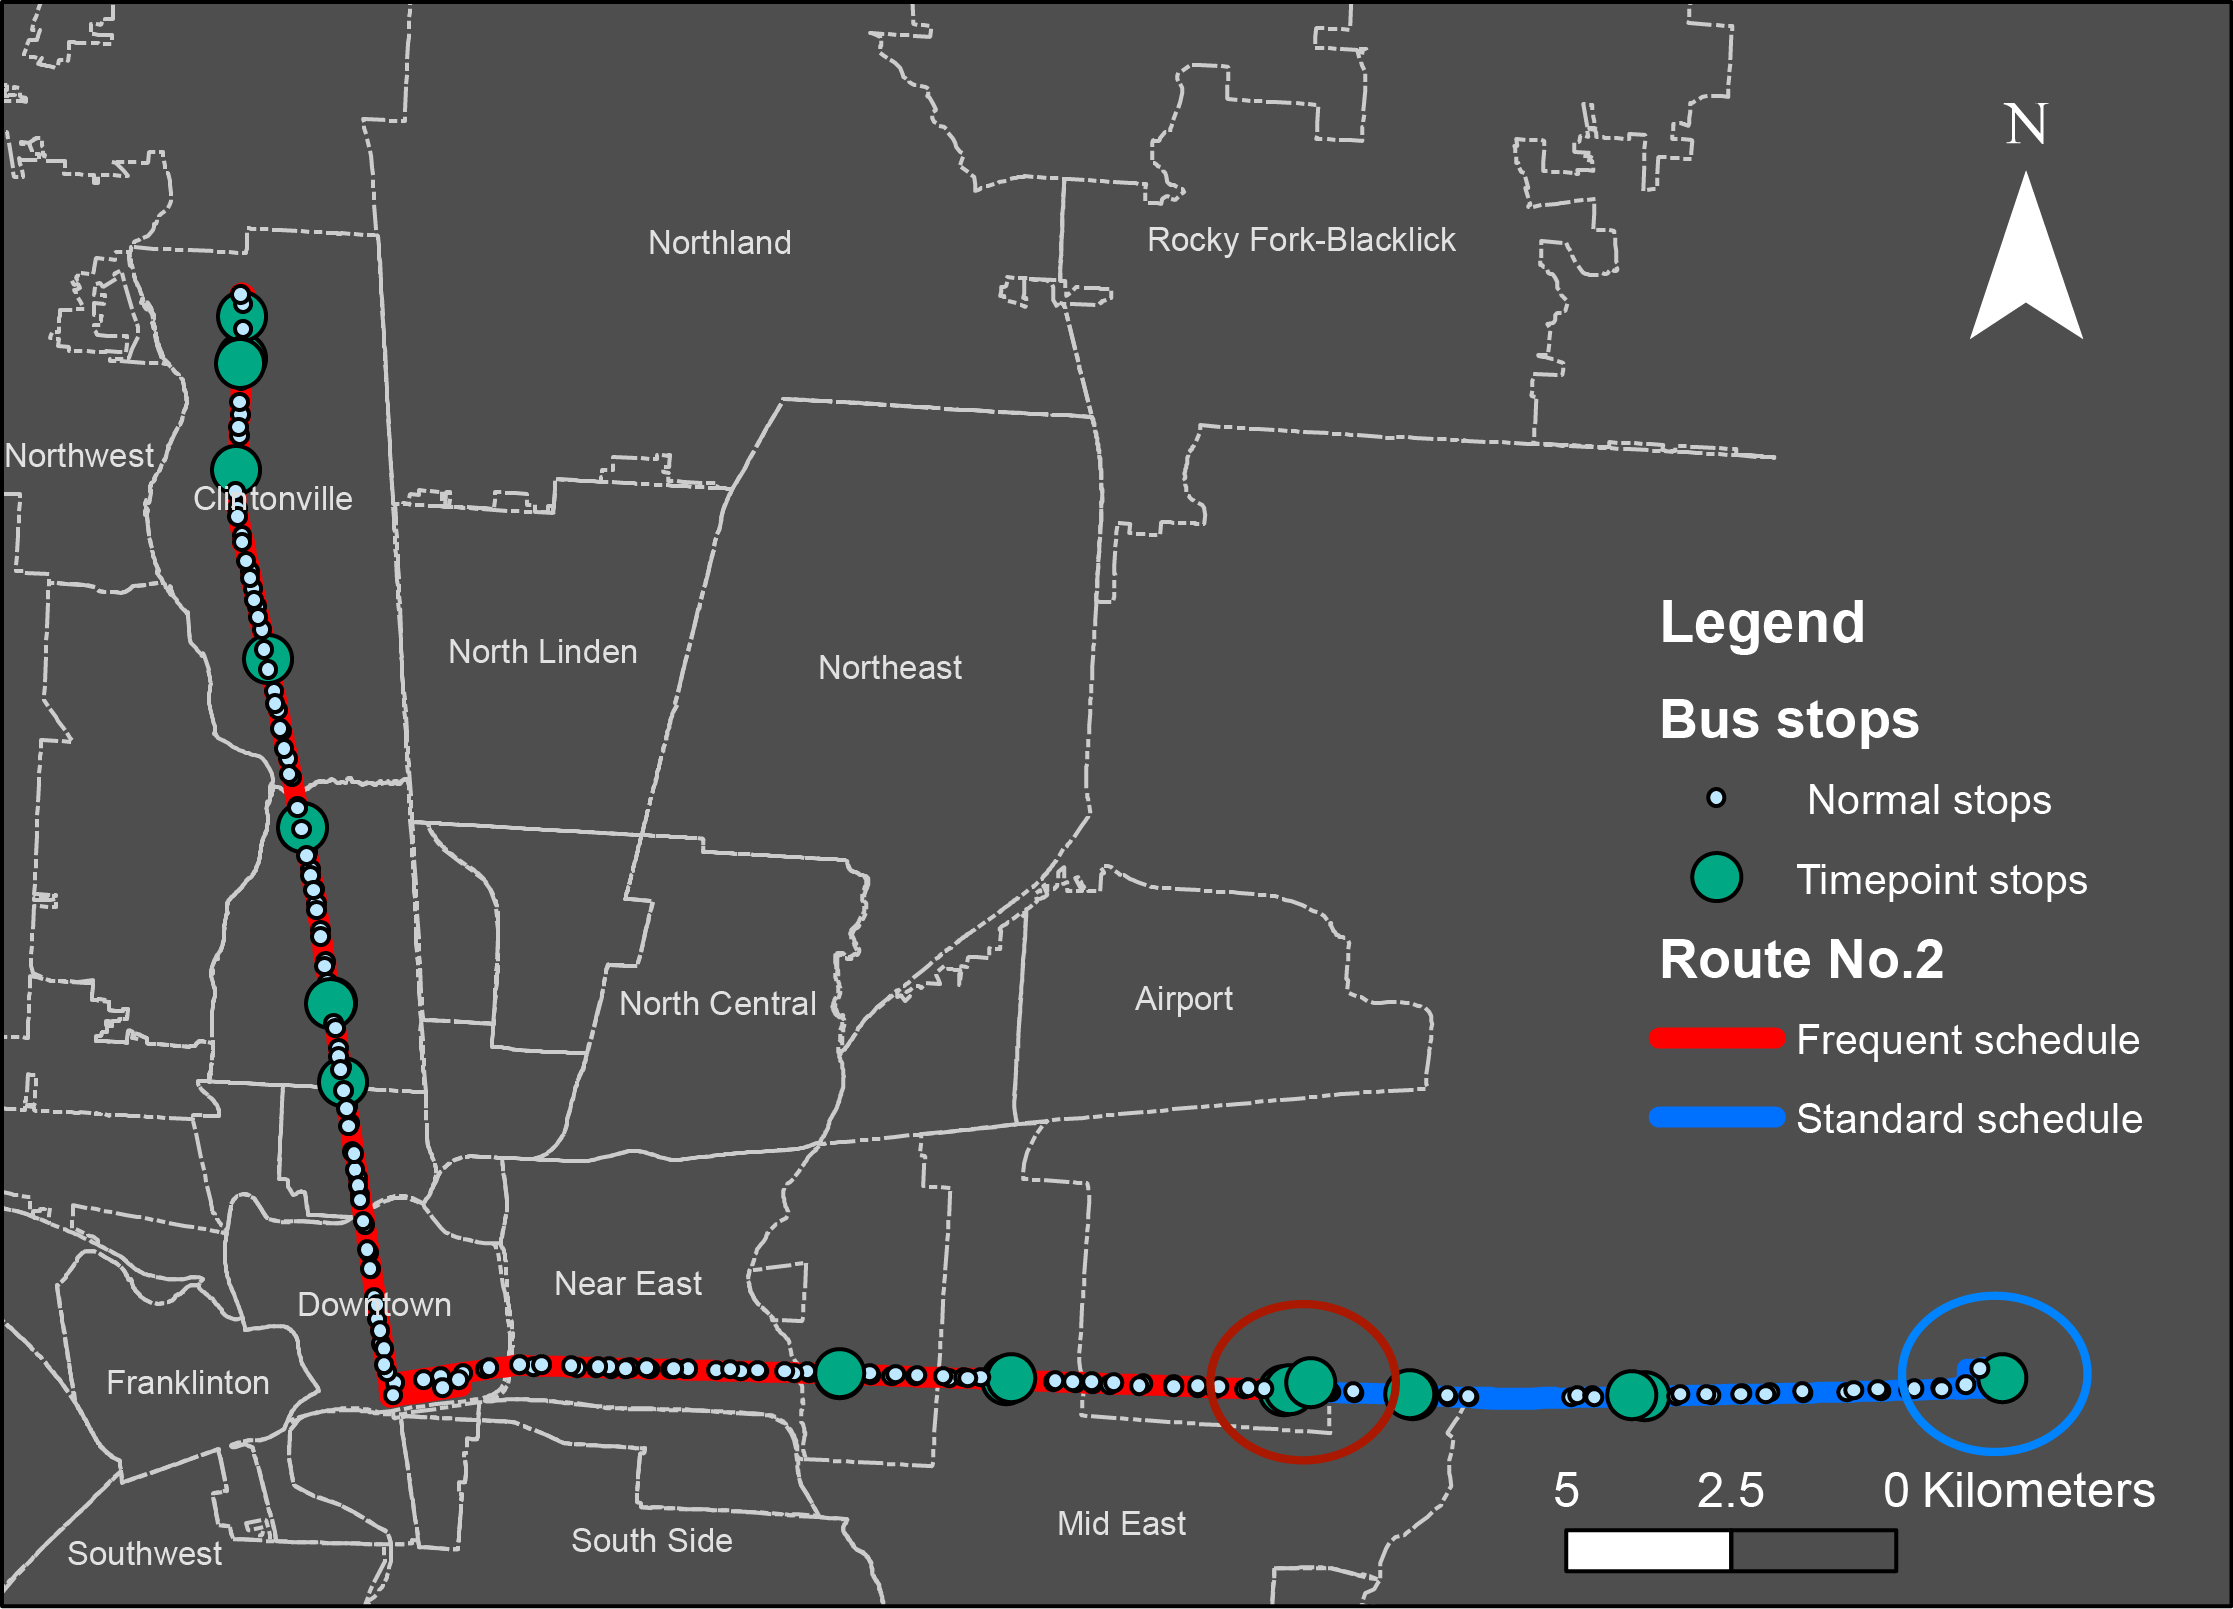 N
Northland
Rocky Fork-Blacklick
Northwest
Clintonville
North Linden
Northeast
North Central
Airport
Near East
Downtown
Franklinton
Southwest
South Side
Mid East
Legend
Bus stops
Normal stops
Timepoint stops
Route No.2
Frequent schedule
Standard schedule
5 2.5 0 Kilometers